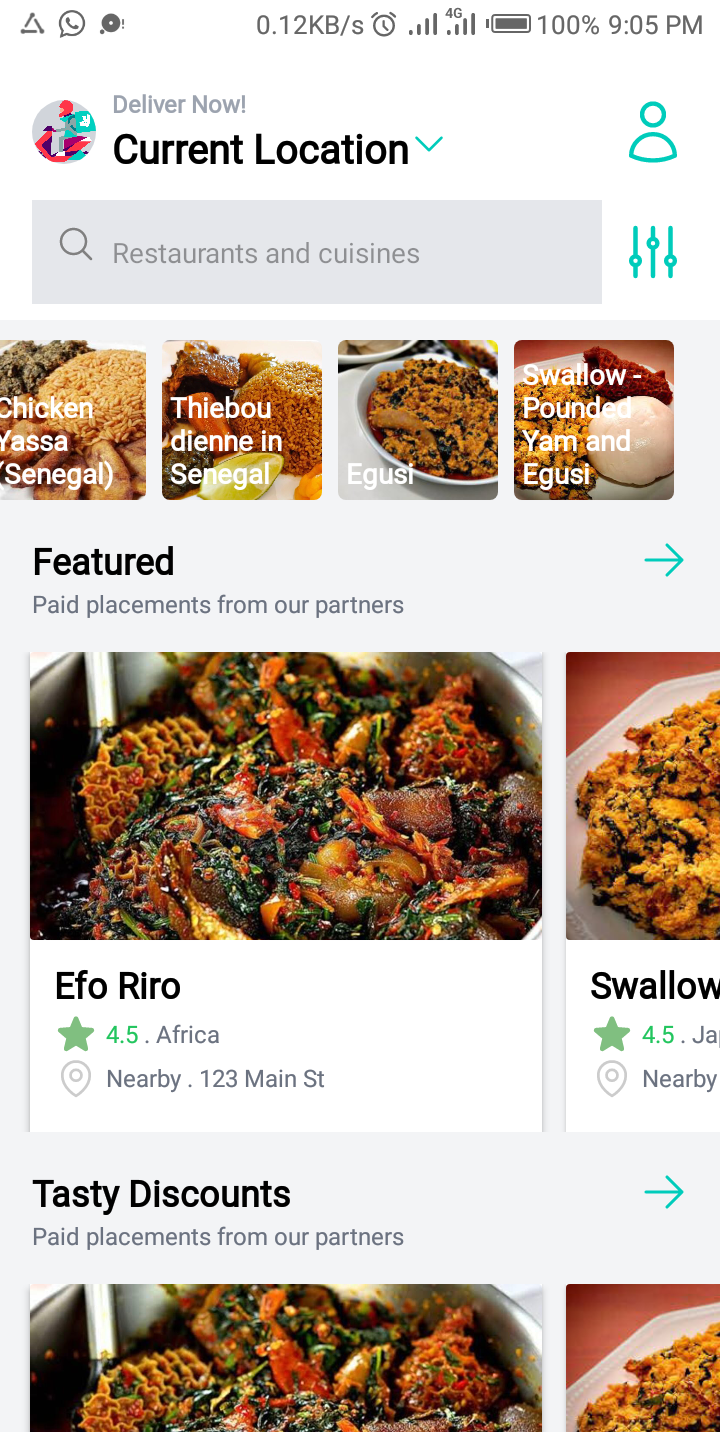 0.12KB/s 4G 100% 9:05 PM
Deliver Now!
Current Location
Restaurants and cuisines
Chicken
Yassa
(Senegal)
Thiebou
dienne in
Senegal
Egusi
Swallow -
Pounded
Yam and
Egusi
Featured
Paid placements from our partners
Efo Riro
4.5 . Africa
Nearby . 123 Main St
Swallow
4.5 . Ja
Nearby
Tasty Discounts
Paid placements from our partners